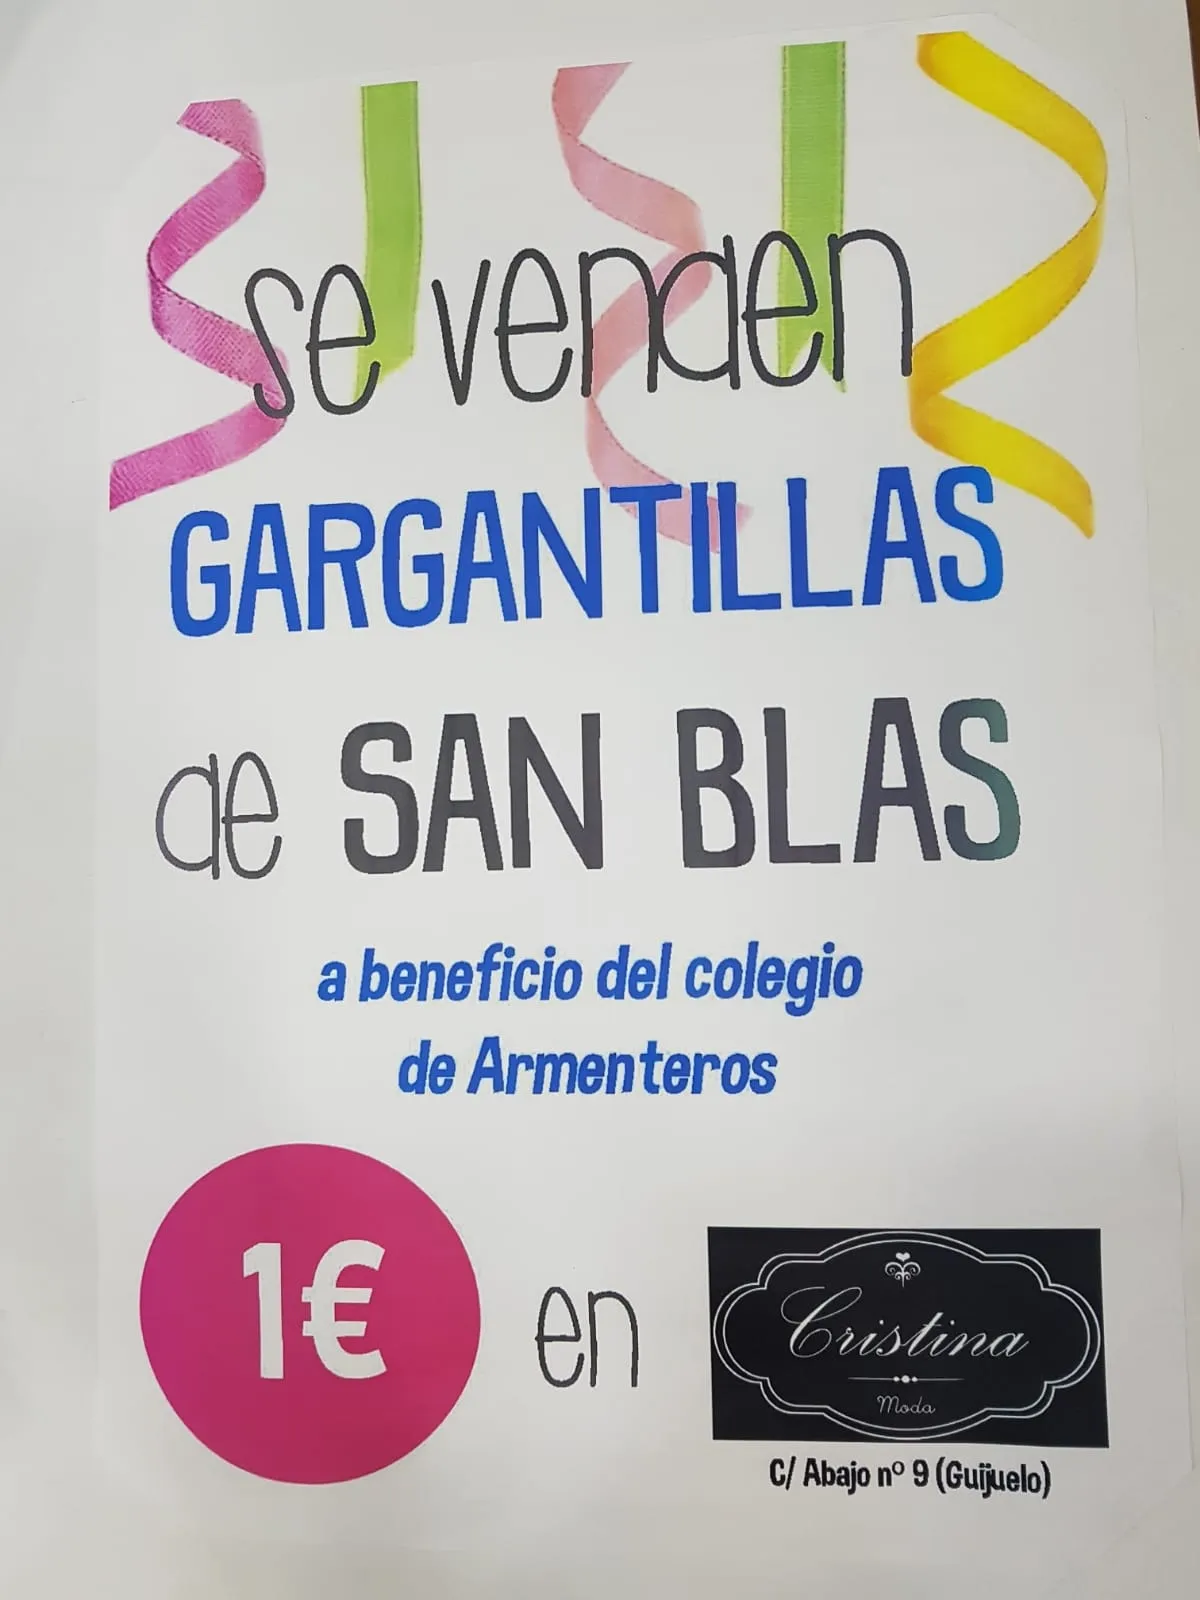 se venden
GARGANTILLAS
de SAN BLAS
a beneficio del colegio
de Armenteros
1€ en
Cristina
Moda
C/ Abajo nº 9 (Guijuelo)